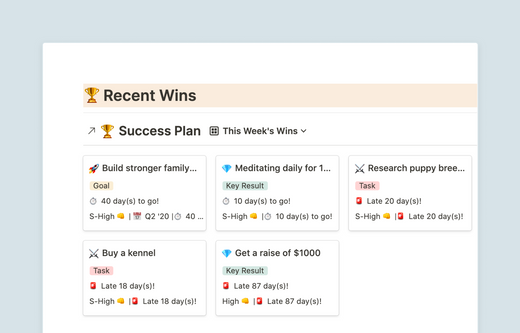 🏆 Recent Wins
↗ 🏆 Success Plan This Week's Wins
🚀 Build stronger family...
Goal
⏱ 40 day(s) to go!
S-High 👊 | 📅 Q2 '20 | ⏱ 40 ...
💎 Meditating daily for 1...
Key Result
⏱ 10 day(s) to go!
S-High 👊 | ⏱ 10 day(s) to go!
⚔ Research puppy bree...
Task
🚨 Late 20 day(s)!
S-High 👊 | 🚨 Late 20 day(s)!
⚔ Buy a kennel
Task
🚨 Late 18 day(s)!
S-High 👊 | 🚨 Late 18 day(s)!
💎 Get a raise of $1000
Key Result
🚨 Late 87 day(s)!
High 👊 | 🚨 Late 87 day(s)!